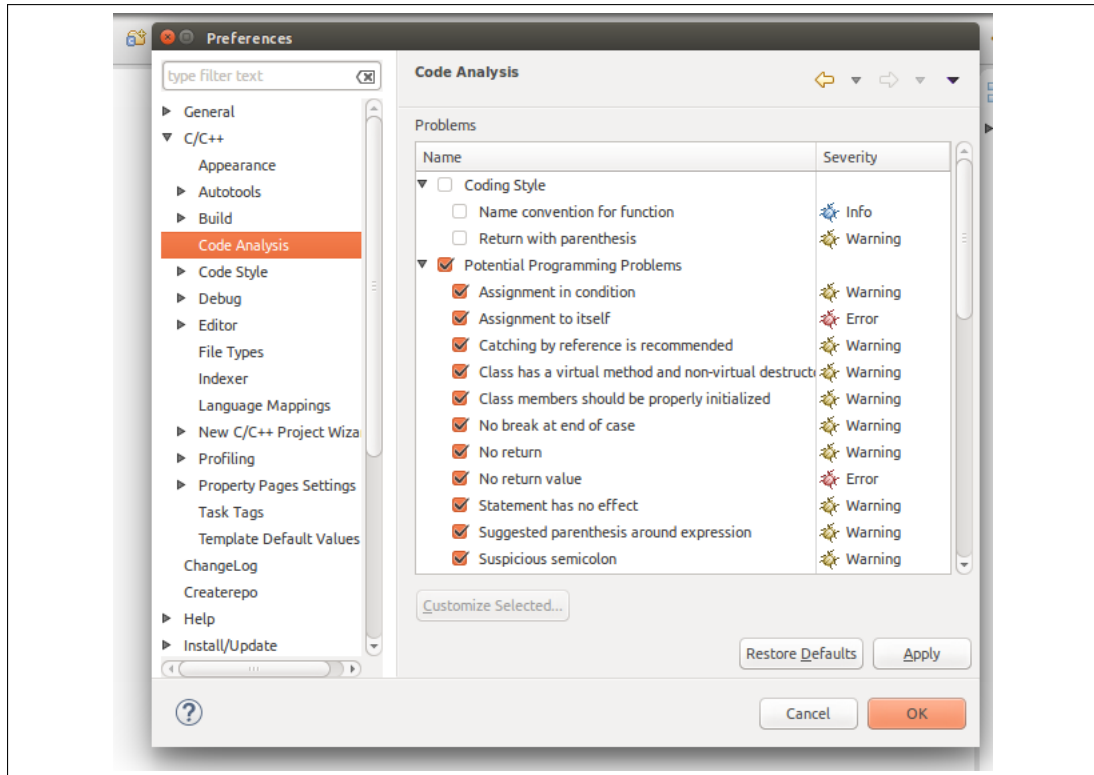 Preferences
type filter text
General
C/C++
Appearance
Autotools
Build
Code Analysis
Code Style
Debug
Editor
File Types
Indexer
Language Mappings
New C/C++ Project Wiza
Profiling
Property Pages Settings
Task Tags
Template Default Values
ChangeLog
Createrepo
Help
Install/Update
Code Analysis
Problems
Name Severity
Coding Style
Name convention for function Info
Return with parenthesis Warning
Potential Programming Problems
Assignment in condition Warning
Assignment to itself Error
Catching by reference is recommended Warning
Class has a virtual method and non-virtual destruct Warning
Class members should be properly initialized Warning
No break at end of case Warning
No return Warning
No return value Error
Statement has no effect Warning
Suggested parenthesis around expression Warning
Suspicious semicolon Warning
Customize Selected...
Restore Defaults Apply
Cancel OK